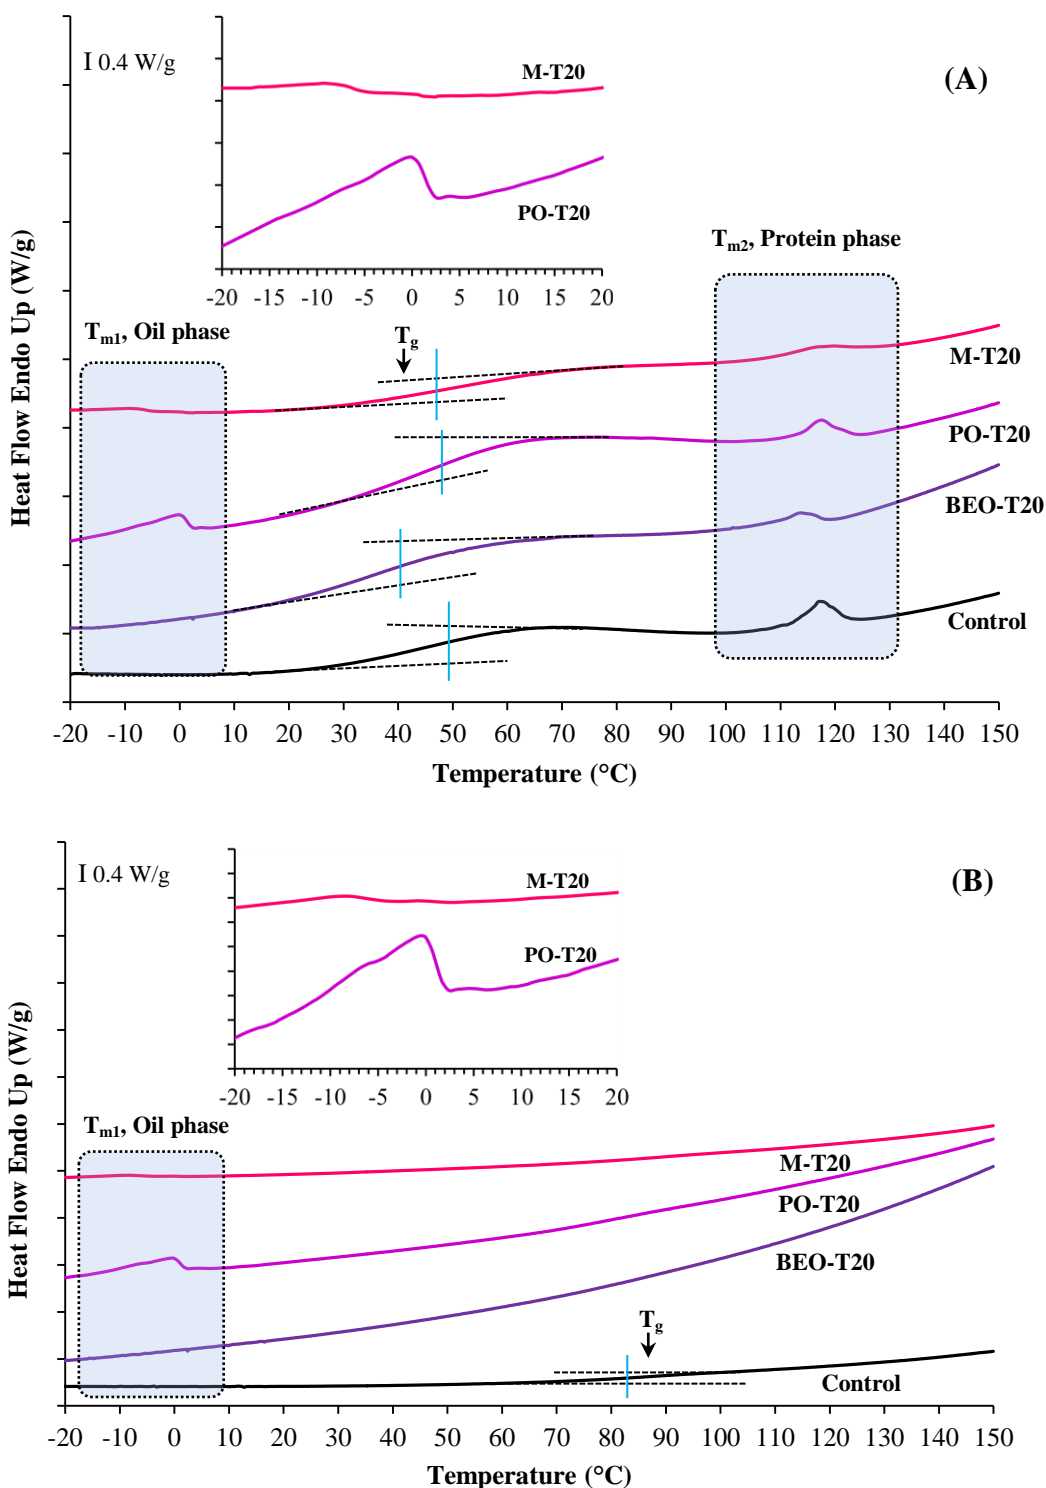 I 0.4 W/g
(A)
M-T20
PO-T20
-20 -15 -10 -5 0 5 10 15 20
Tm2, Protein phase
Tm1, Oil phase
Tg
M-T20
PO-T20
BEO-T20
Control
Heat Flow Endo Up (W/g)
-20 -10 0 10 20 30 40 50 60 70 80 90 100 110 120 130 140 150
Temperature (°C)
I 0.4 W/g
(B)
M-T20
PO-T20
-20 -15 -10 -5 0 5 10 15 20
Tm1, Oil phase
M-T20
PO-T20
BEO-T20
Tg
Control
Heat Flow Endo Up (W/g)
-20 -10 0 10 20 30 40 50 60 70 80 90 100 110 120 130 140 150
Temperature (°C)